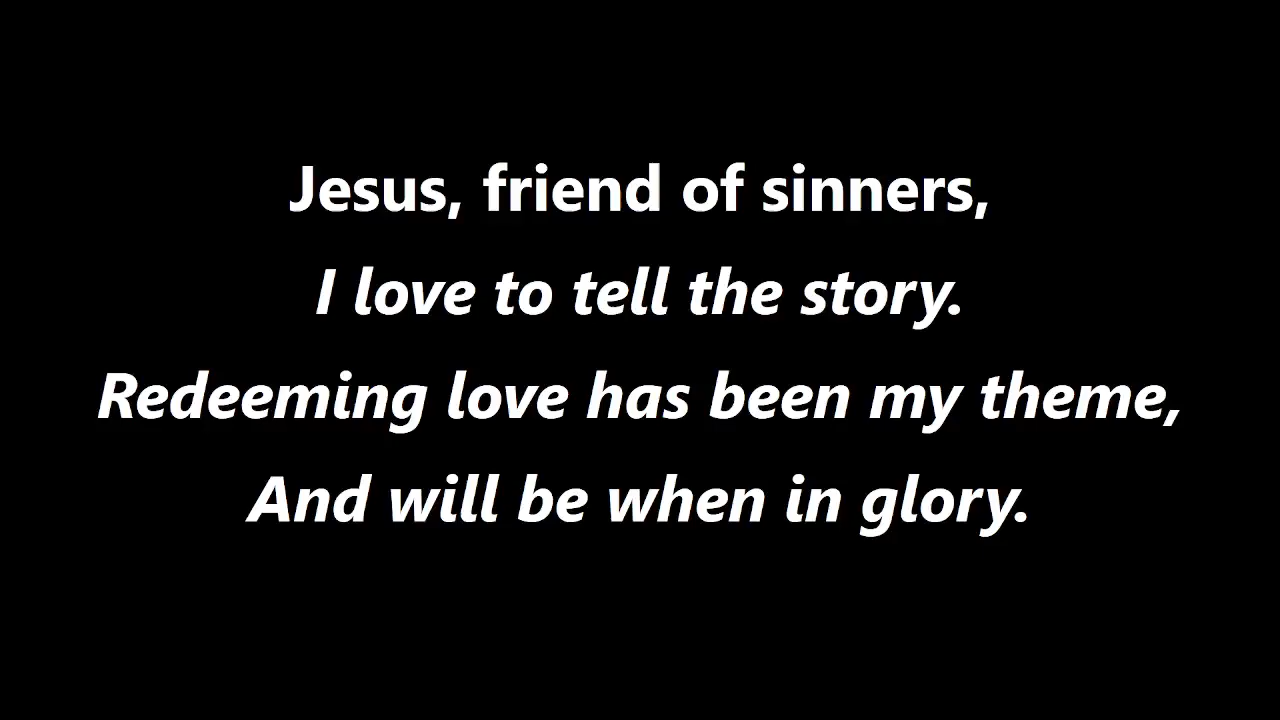 Jesus, friend of sinners,
I love to tell the story.
Redeeming love has been my theme,
And will be when in glory.